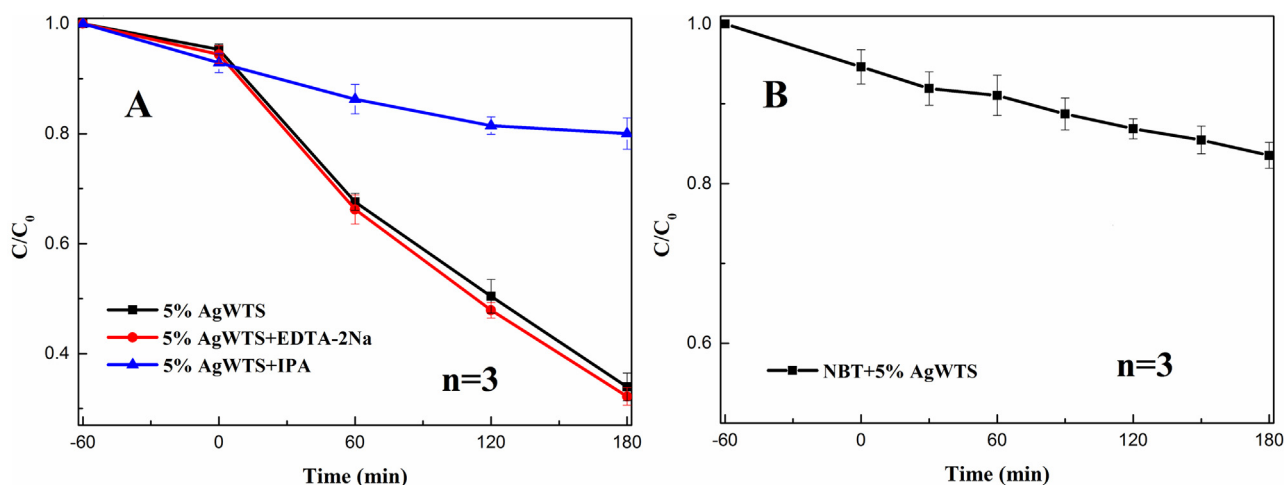 A
1.0
0.8
0.6
0.4
C/C0
5% AgWTS
5% AgWTS+EDTA-2Na
5% AgWTS+IPA
n=3
-60 0 60 120 180
Time (min)
B
1.0
0.8
0.6
C/C0
NBT+5% AgWTS
n=3
-60 0 60 120 180
Time (min)